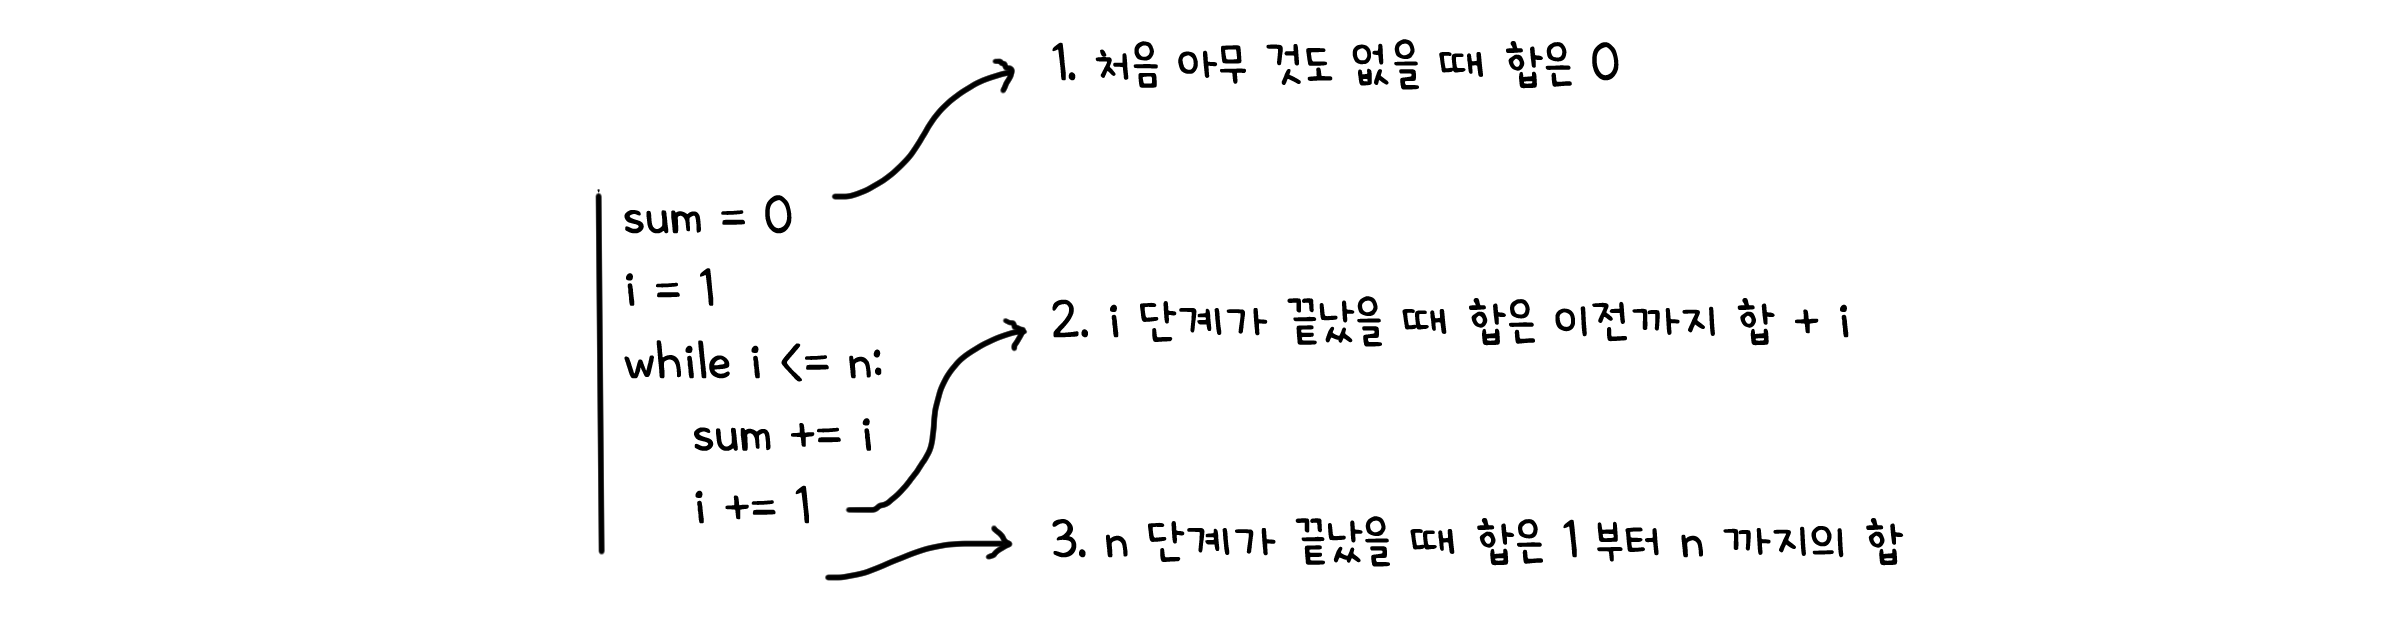 1. 처음 아무 것도 없을 때 합은 0
sum = 0
i = 1
2. i 단계가 끝났을 때 합은 이전까지 합 + i
while i <= n:
sum += i
i += 1
3. n 단계가 끝났을 때 합은 1 부터 n 까지의 합